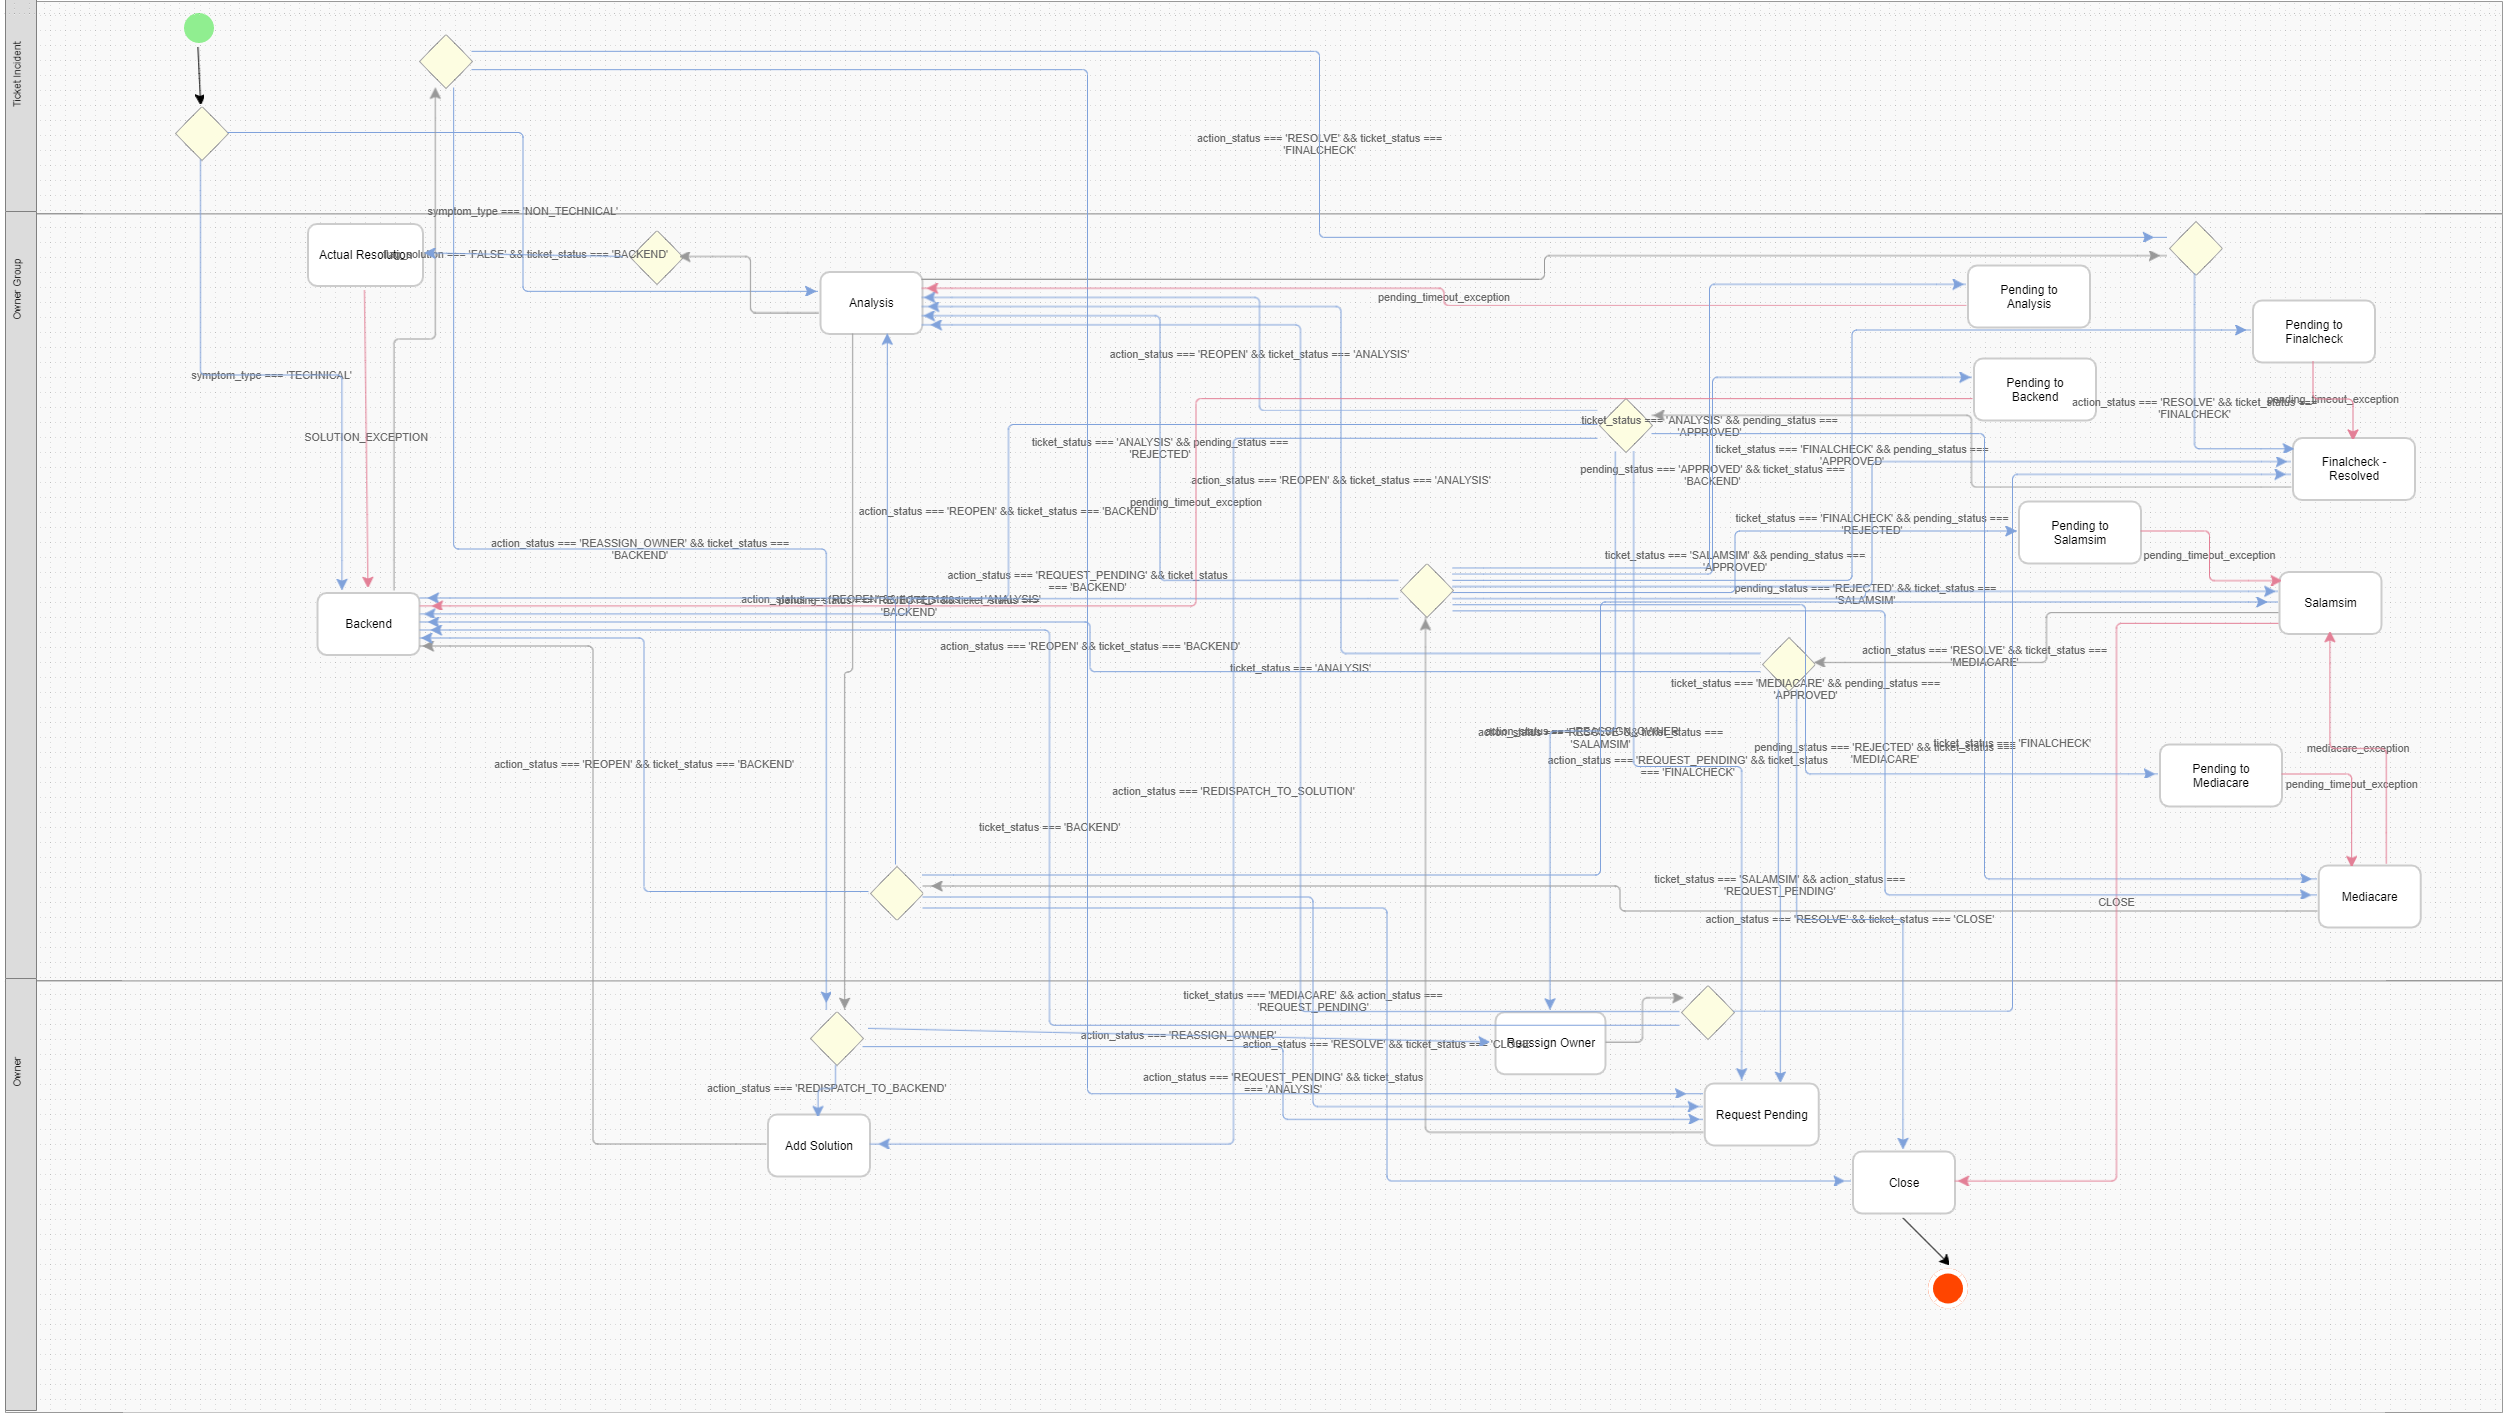 Ticket Incident
action_status === 'RESOLVE' && ticket_status ===
'FINALCHECK'
symptom_type === 'NON_TECHNICAL'
Owner Group
Actual Resolution
=== 'FALSE' && ticket_status === 'BACKEND'
Analysis
Pending to
Analysis
pending_timeout_exception
Pending to
Finalcheck
action_status === 'REOPEN' && ticket_status === 'ANALYSIS'
symptom_type === 'TECHNICAL'
Pending to
Backend
action_status === 'RESOLVE' && ticket_status ===
'FINALCHECK'
pending_timeout_exception
ticket_status === 'ANALYSIS' && pending_status ===
'APPROVED'
SOLUTION_EXCEPTION
ticket_status === 'ANALYSIS' && pending_status ===
'REJECTED'
ticket_status === 'FINALCHECK' && pending_status ===
'APPROVED'
Finalcheck -
Resolved
pending_status === 'APPROVED' && ticket_status ===
'BACKEND'
action_status === 'REOPEN' && ticket_status === 'ANALYSIS'
pending_timeout_exception
action_status === 'REOPEN' && ticket_status === 'BACKEND'
ticket_status === 'FINALCHECK' && pending_status ===
'REJECTED'
Pending to
Salamsim
action_status === 'REASSIGN_OWNER' && ticket_status ===
'BACKEND'
ticket_status === 'SALAMSIM' && pending_status ===
'APPROVED'
pending_timeout_exception
action_status === 'REQUEST_PENDING' && ticket_status
=== 'BACKEND'
pending_status === 'REJECTED' && ticket_status ===
'SALAMSIM'
action_status === 'REOPEN' && ticket_status === 'ANALYSIS'
pending_status === 'REJECTED' && ticket_status ===
'BACKEND'
Backend
Salamsim
action_status === 'REOPEN' && ticket_status === 'BACKEND'
action_status === 'RESOLVE' && ticket_status ===
'MEDIACARE'
ticket_status === 'ANALYSIS'
ticket_status === 'MEDIACARE' && pending_status ===
'APPROVED'
action_status === 'REASSIGN_OWNER'
action_status === 'RESOLVE' && ticket_status ===
'SALAMSIM'
pending_status === 'REJECTED' && ticket_status ===
'MEDIACARE'
ticket_status === 'FINALCHECK'
mediacare_exception
action_status === 'REOPEN' && ticket_status === 'BACKEND'
action_status === 'REQUEST_PENDING' && ticket_status
=== 'FINALCHECK'
Pending to
Mediacare
pending_timeout_exception
action_status === 'REDISPATCH_TO_SOLUTION'
ticket_status === 'BACKEND'
ticket_status === 'SALAMSIM' && action_status ===
'REQUEST_PENDING'
Mediacare
CLOSE
action_status === 'RESOLVE' && ticket_status === 'CLOSE'
Owner
ticket_status === 'MEDIACARE' && action_status ===
'REQUEST_PENDING'
action_status === 'REASSIGN_OWNER'
action_status === 'RESOLVE' && ticket_status === 'CLOSE'
Reassign Owner
action_status === 'REQUEST_PENDING' && ticket_status
=== 'ANALYSIS'
action_status === 'REDISPATCH_TO_BACKEND'
Request Pending
Add Solution
Close